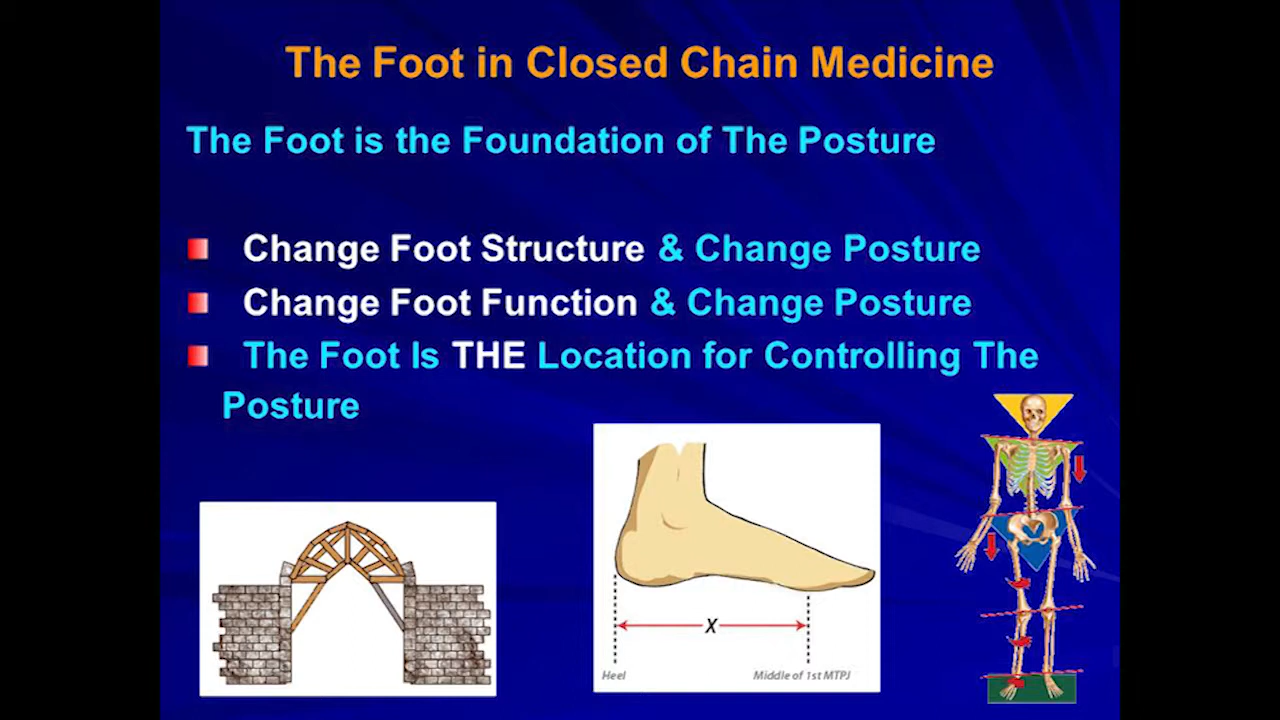 The Foot in Closed Chain Medicine
The Foot is the Foundation of The Posture
Change Foot Structure & Change Posture
Change Foot Function & Change Posture
The Foot Is THE Location for Controlling The
Posture
X
Heel
Middle of 1st MTPJ